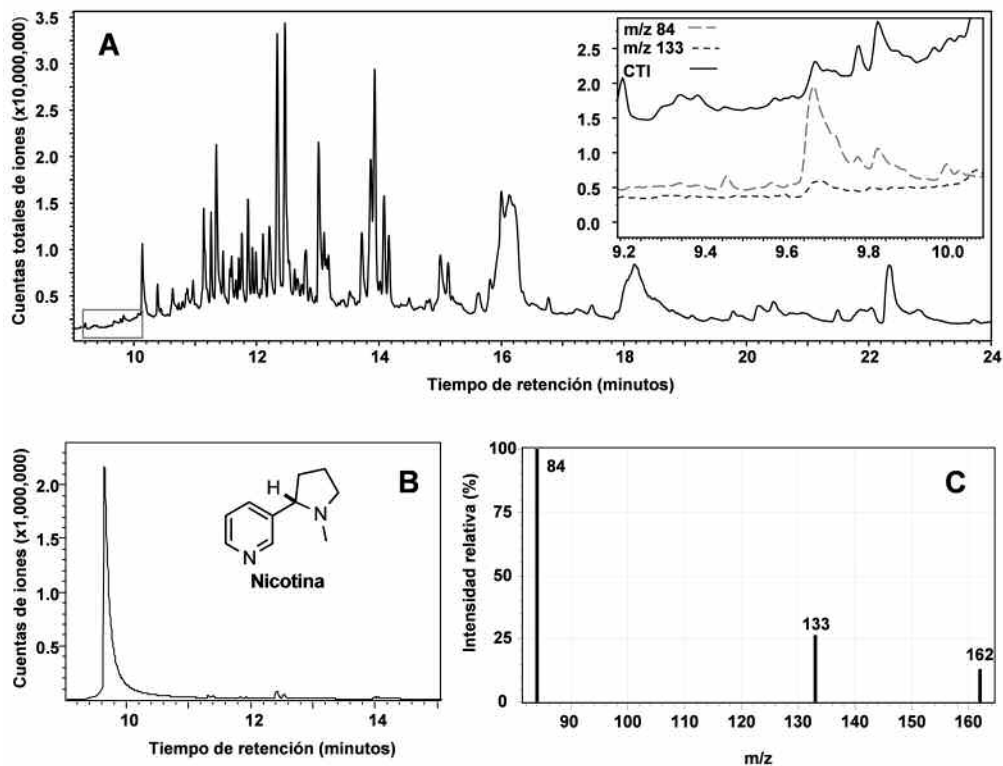 A
Cuentas totales de iones (x10,000,000)
3.5
3.0
2.5
2.0
1.5
1.0
0.5
10 12 14 16 18 20 22 24
Tiempo de retención (minutos)
m/z 84
m/z 133
CTI
2.5
2.0
1.5
1.0
0.5
0.0
9.2 9.4 9.6 9.8 10.0
B
Cuentas de iones (x1,000,000)
2.0
1.5
1.0
0.5
10 12 14
Tiempo de retención (minutos)
H
N
N
Nicotina
C
Intensidad relativa (%)
100
75
50
25
0
84
133
162
90 100 110 120 130 140 150 160
m/z